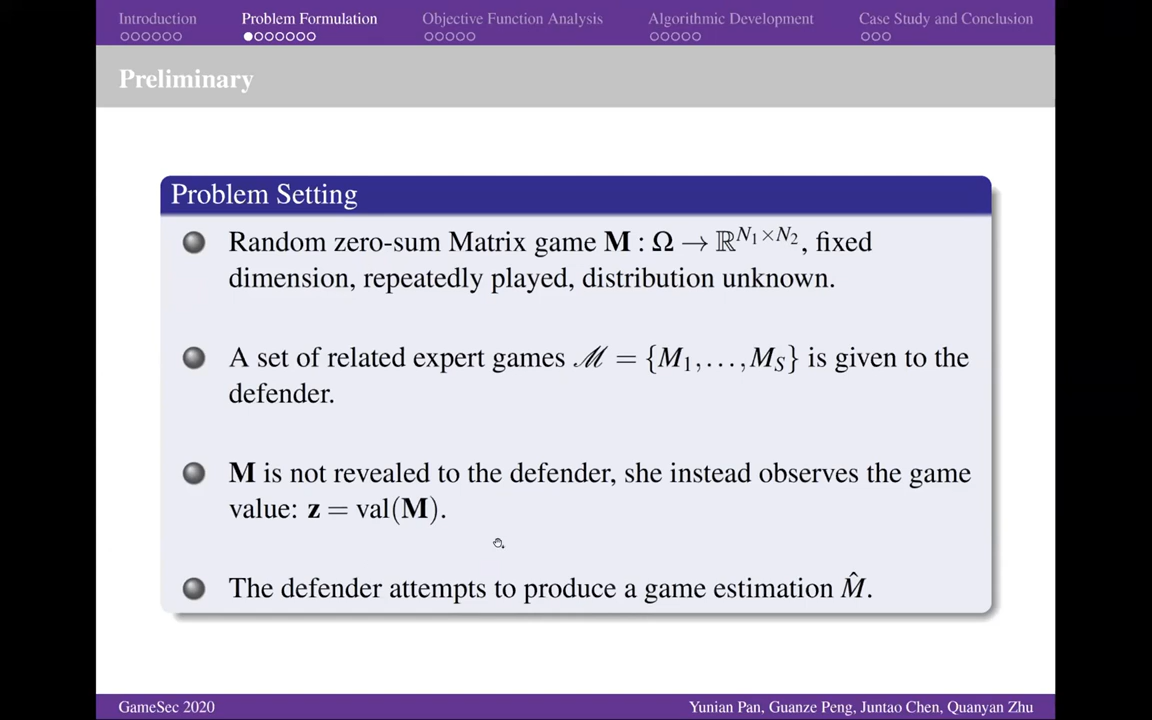 Introduction Problem Formulation Objective Function Analysis Algorithmic Development Case Study and Conclusion
Preliminary
Problem Setting
Random zero-sum Matrix game M : Ω → ℝ^{N₁×N₂}, fixed
dimension, repeatedly played, distribution unknown.
A set of related expert games ℳ = {M₁, …, M_S} is given to the
defender.
M is not revealed to the defender, she instead observes the game
value: z = val(M).
The defender attempts to produce a game estimation M̂.
GameSec 2020 Yunian Pan, Guanze Peng, Juntao Chen, Quanyan Zhu